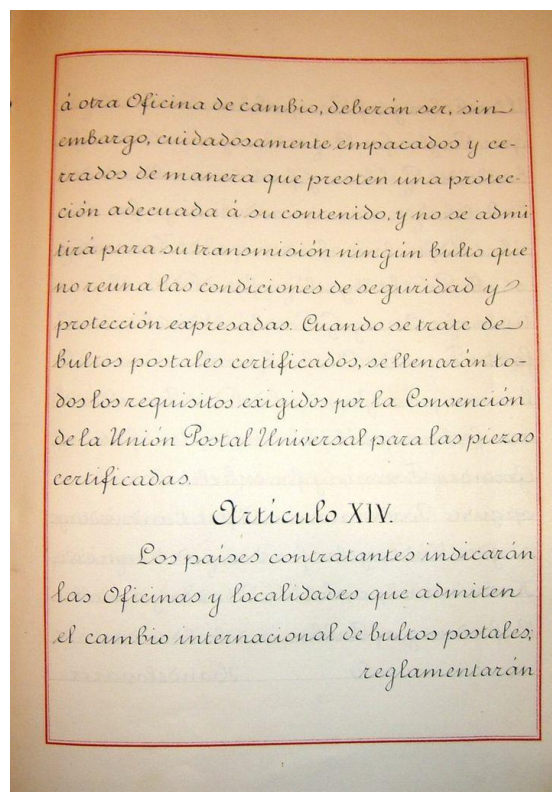 á otra Oficina de cambio, deberán ser, sin
embargo, cuidadosamente empacados y ce-
rrados de manera que presten una protec-
ción adecuada á su contenido, y no se admi
tirá para su transmisión ningún bulto que
no reuna las condiciones de seguridad y
protección expresadas. Cuando se trate de
bultos postales certificados, se llenarán to-
dos los requisitos exigidos por la Convención
de la Unión Postal Universal para las piezas
certificadas.
Artículo XIV.
Los países contratantes indicarán
las Oficinas y localidades que admiten
el cambio internacional de bultos postales;
reglamentarán